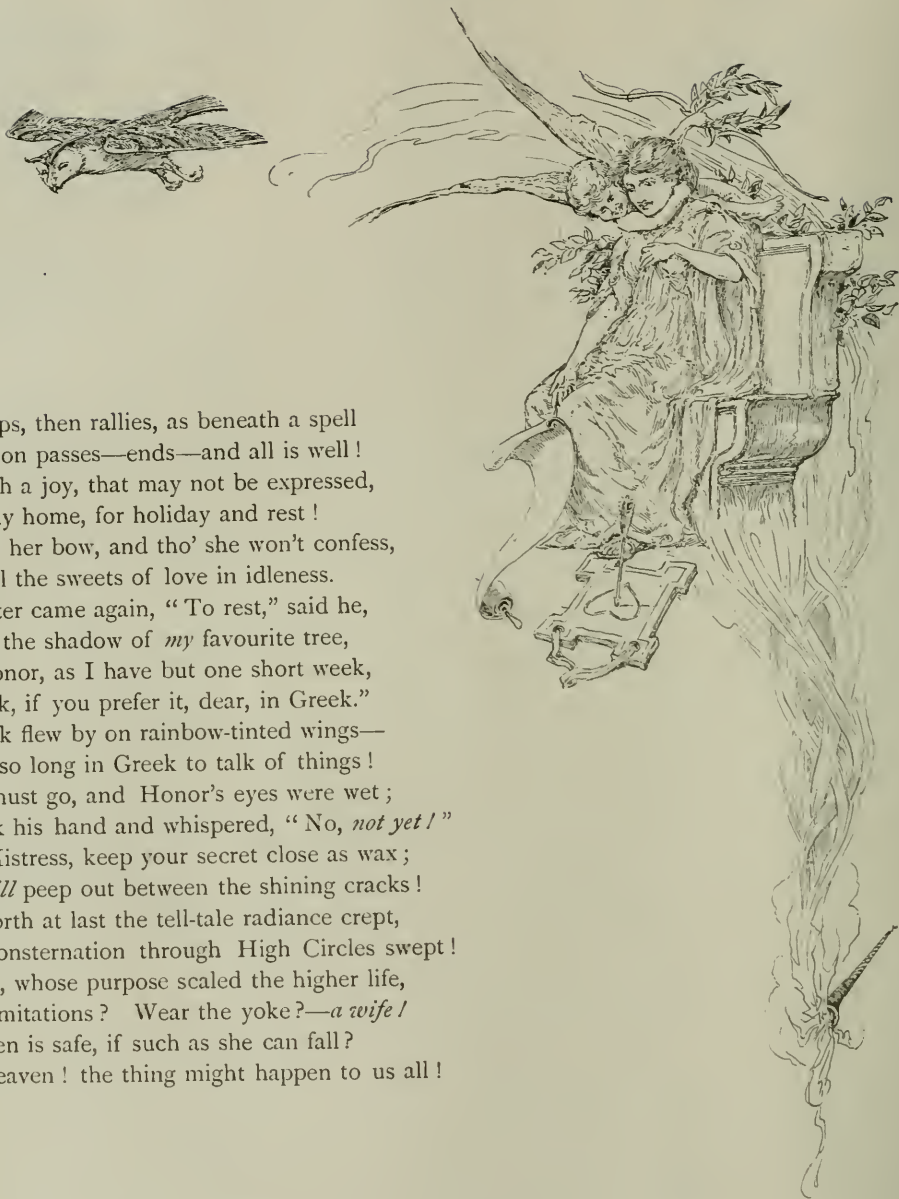 ps, then rallies, as beneath a spell
on passes—ends—and all is well !
h a joy, that may not be expressed,
y home, for holiday and rest !
her bow, and tho' she won't confess,
l the sweets of love in idleness.
ter came again, “ To rest,” said he,
the shadow of my favourite tree,
onor, as I have but one short week,
k, if you prefer it, dear, in Greek.”
k flew by on rainbow-tinted wings—
so long in Greek to talk of things !
must go, and Honor's eyes were wet ;
k his hand and whispered, “ No, not yet ! ”
Mistress, keep your secret close as wax ;
ill peep out between the shining cracks !
orth at last the tell-tale radiance crept,
onsternation through High Circles swept !
, whose purpose scaled the higher life,
mitations ? Wear the yoke ?—a wife !
en is safe, if such as she can fall ?
eaven ! the thing might happen to us all !